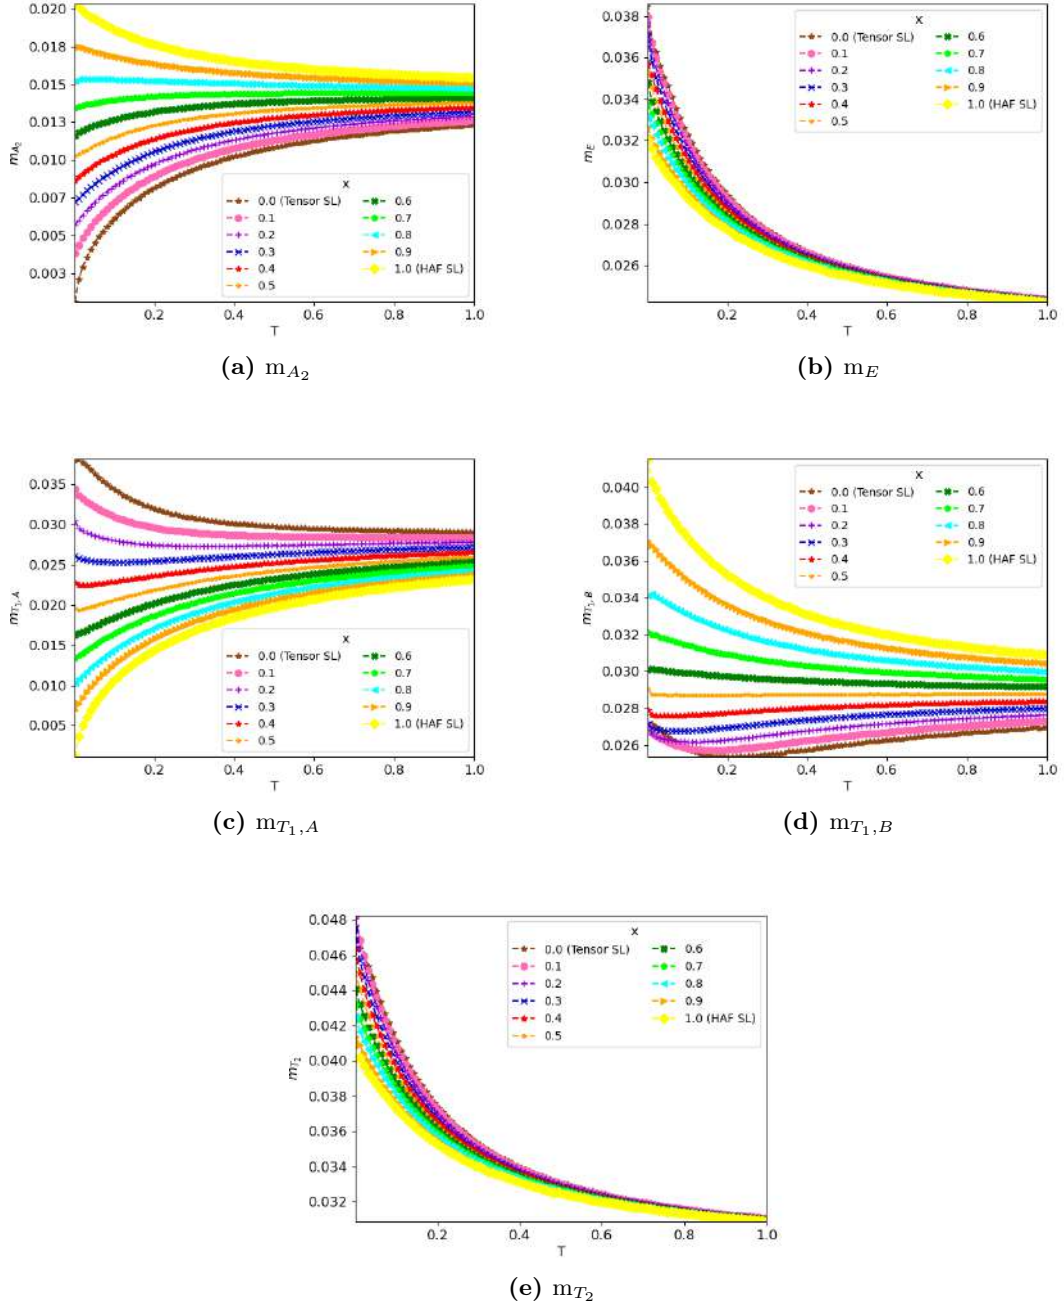 0.020
0.018
0.015
0.013
0.010
0.007
0.005
0.003
m_{A_2}
x
0.0 (Tensor SL)
0.1
0.2
0.3
0.4
0.5
0.6
0.7
0.8
0.9
1.0 (HAF SL)
0.2 0.4 0.6 0.8 1.0
T
(a) m_{A_2}
0.038
0.036
0.034
0.032
0.030
0.028
0.026
m_E
x
0.0 (Tensor SL)
0.1
0.2
0.3
0.4
0.5
0.6
0.7
0.8
0.9
1.0 (HAF SL)
0.2 0.4 0.6 0.8 1.0
T
(b) m_E
0.035
0.030
0.025
0.020
0.015
0.010
0.005
m_{T_1,A}
x
0.0 (Tensor SL)
0.1
0.2
0.3
0.4
0.5
0.6
0.7
0.8
0.9
1.0 (HAF SL)
0.2 0.4 0.6 0.8 1.0
T
(c) m_{T_1,A}
0.040
0.038
0.036
0.034
0.032
0.030
0.028
0.026
m_{T_1,B}
x
0.0 (Tensor SL)
0.1
0.2
0.3
0.4
0.5
0.6
0.7
0.8
0.9
1.0 (HAF SL)
0.2 0.4 0.6 0.8 1.0
T
(d) m_{T_1,B}
0.048
0.046
0.044
0.042
0.040
0.038
0.036
0.034
0.032
m_{T_2}
x
0.0 (Tensor SL)
0.1
0.2
0.3
0.4
0.5
0.6
0.7
0.8
0.9
1.0 (HAF SL)
0.2 0.4 0.6 0.8 1.0
T
(e) m_{T_2}